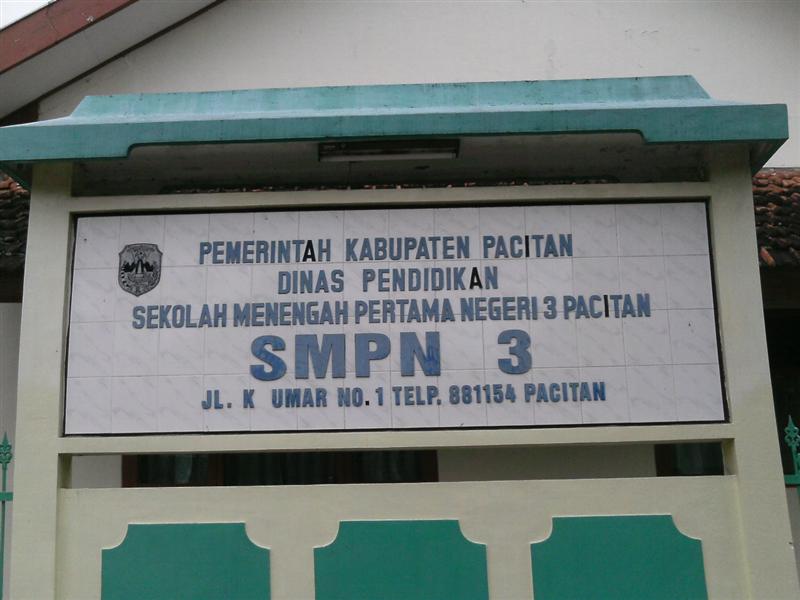 PEMERINTAH KABUPATEN PACITAN
DINAS PENDIDIKAN
SEKOLAH MENENGAH PERTAMA NEGERI 3 PACITAN
SMPN 3
JL. K UMAR NO. 1 TELP. 881154 PACITAN